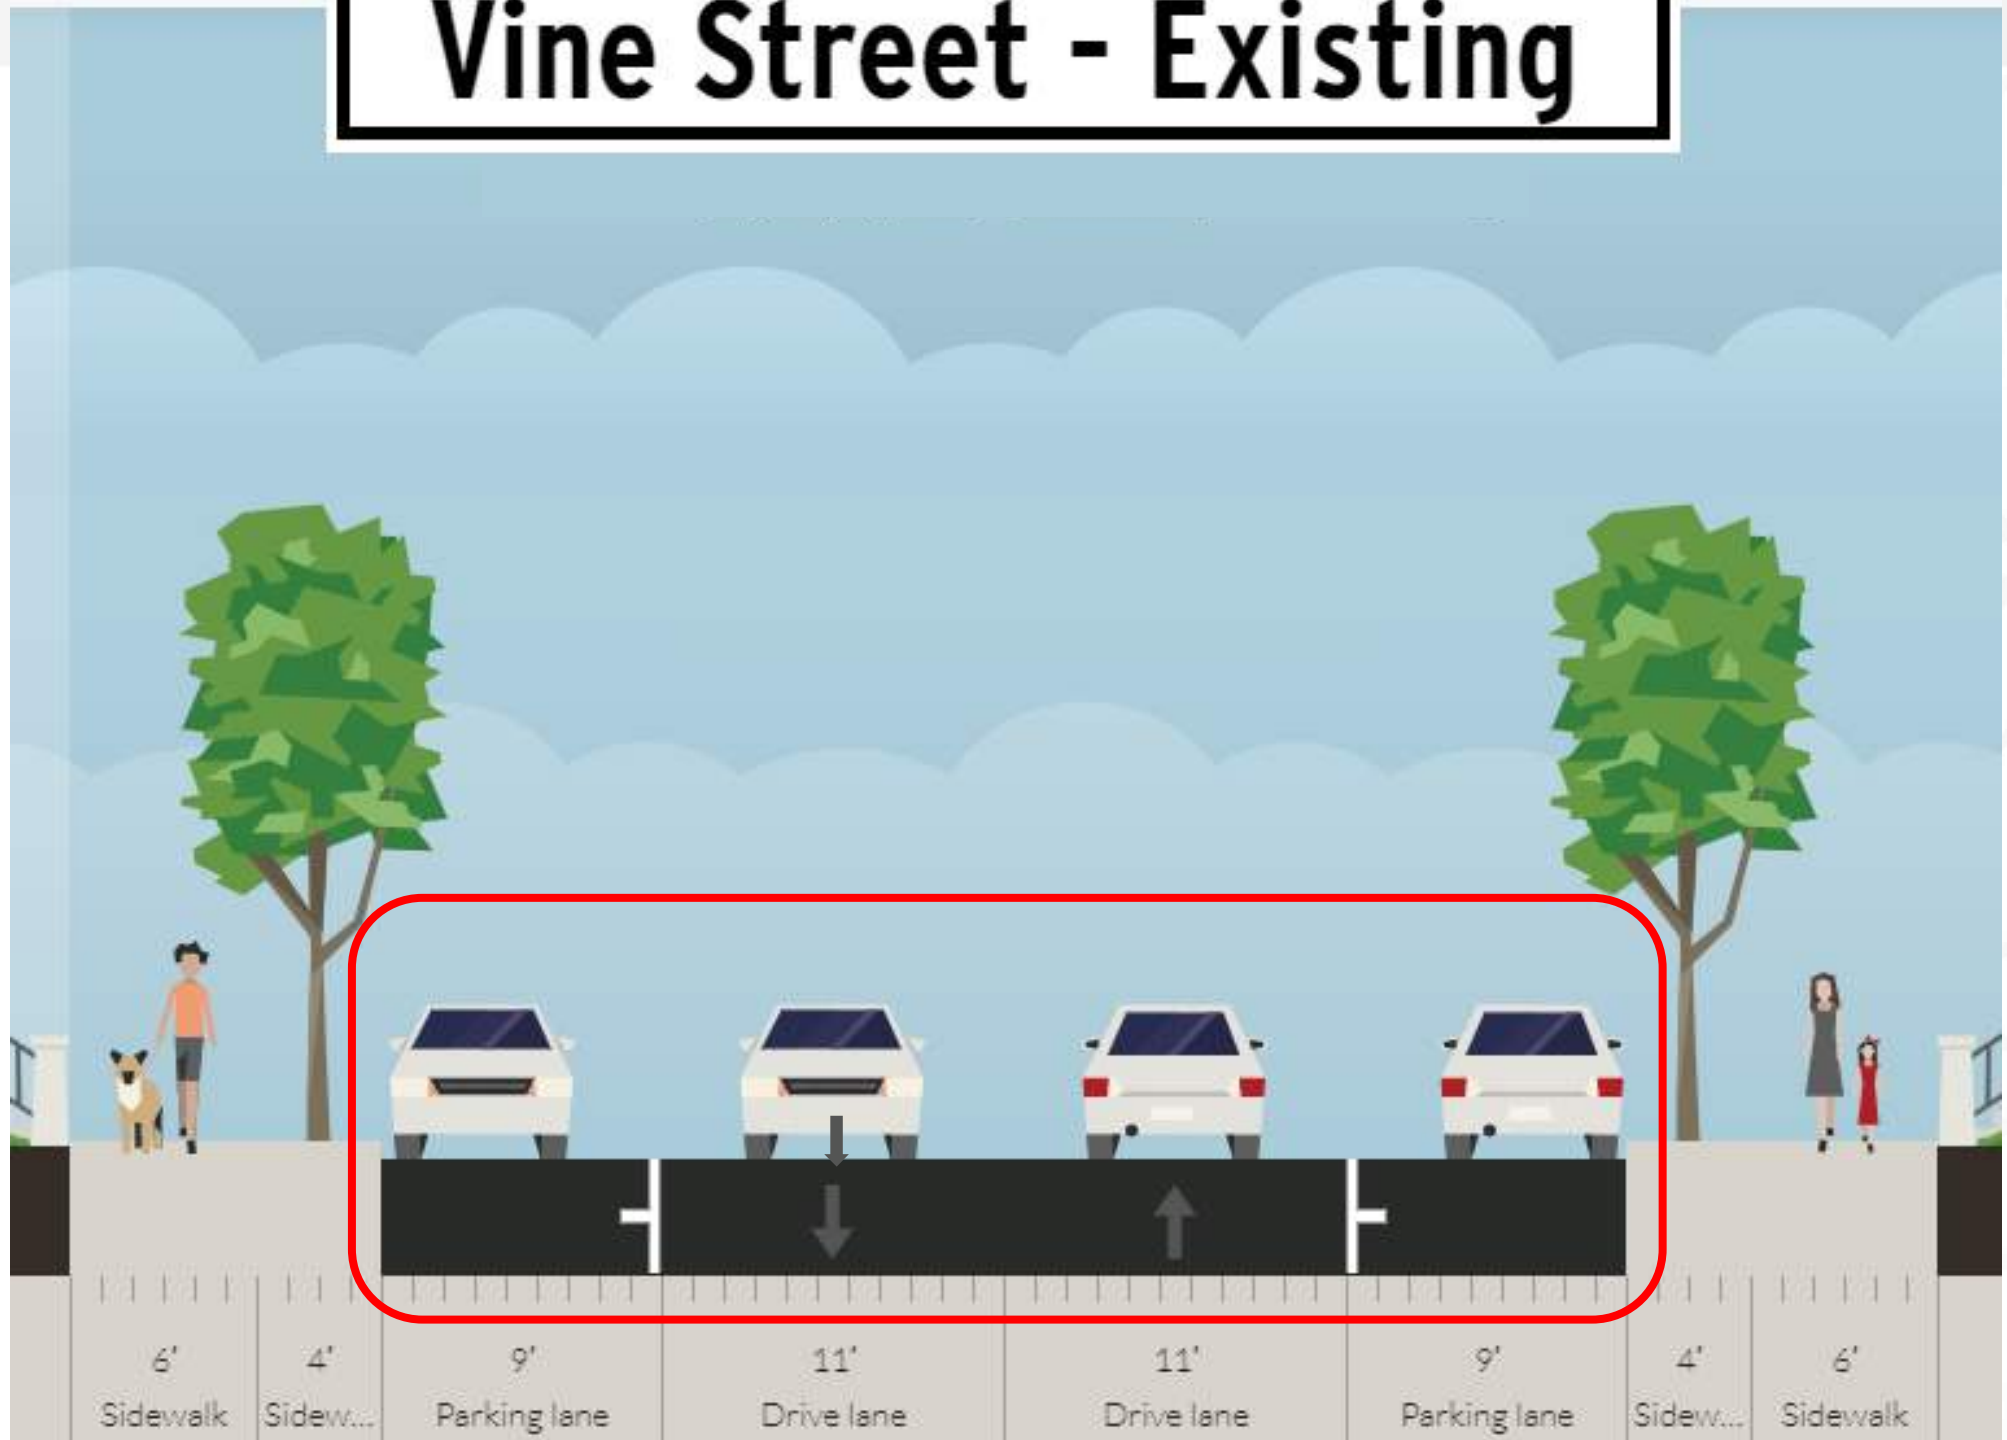 Vine Street - Existing
6' 4' 9' 11' 11' 9' 4' 6'
Sidewalk Sidew... Parking lane Drive lane Drive lane Parking lane Sidew... Sidewalk